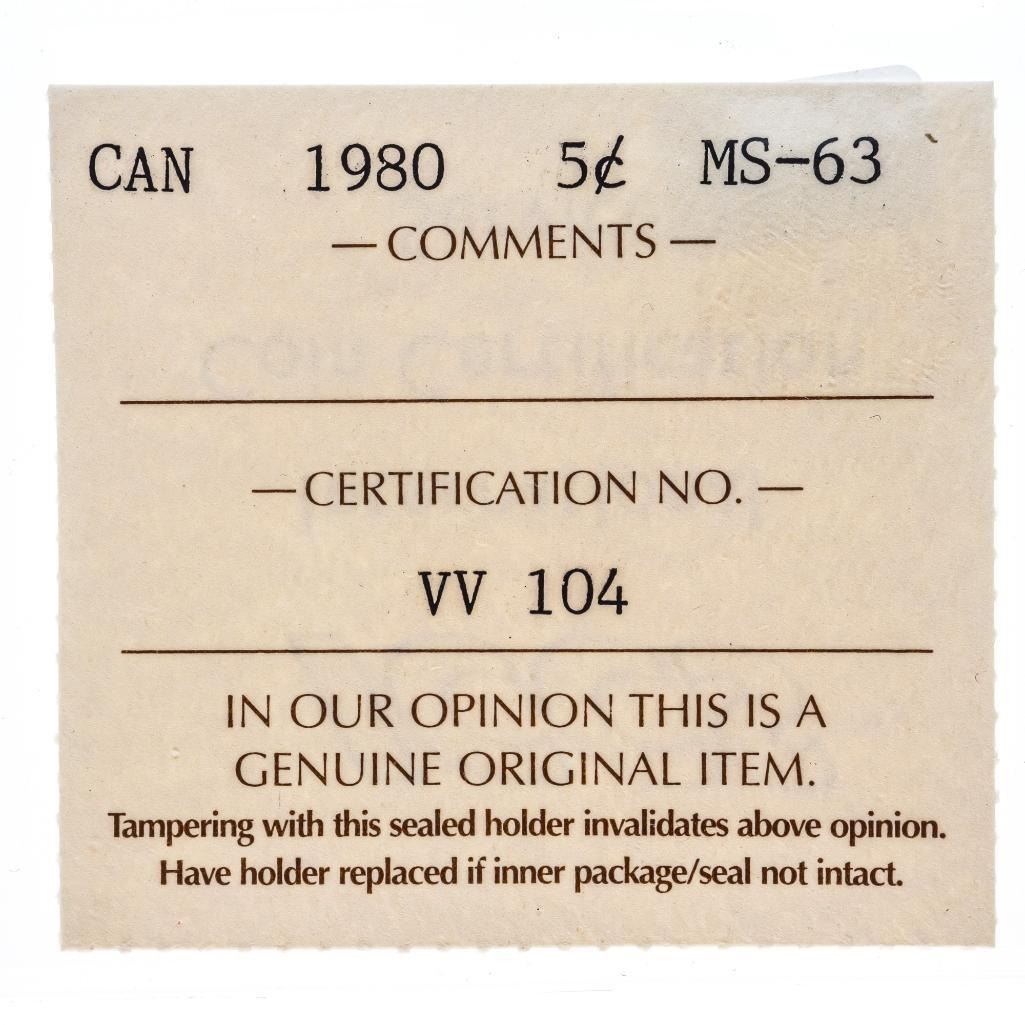 CAN 1980 5¢ MS-63
— COMMENTS —
— CERTIFICATION NO. —
VV 104
IN OUR OPINION THIS IS A
GENUINE ORIGINAL ITEM.
Tampering with this sealed holder invalidates above opinion.
Have holder replaced if inner package/seal not intact.